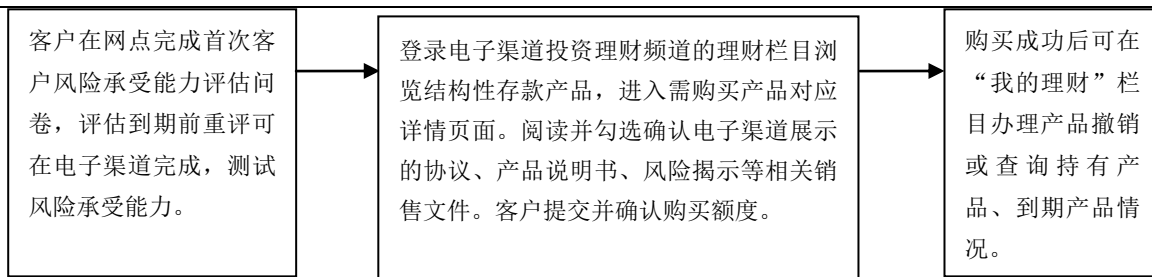 客户在网点完成首次客
户风险承受能力评估问
卷，评估到期前重评可
在电子渠道完成，测试
风险承受能力。
登录电子渠道投资理财频道的理财栏目浏
览结构性存款产品，进入需购买产品对应
详情页面。阅读并勾选确认电子渠道展示
的协议、产品说明书、风险揭示等相关销
售文件。客户提交并确认购买额度。
购买成功后可在
“我的理财”栏
目办理产品撤销
或查询持有产
品、到期产品情
况。